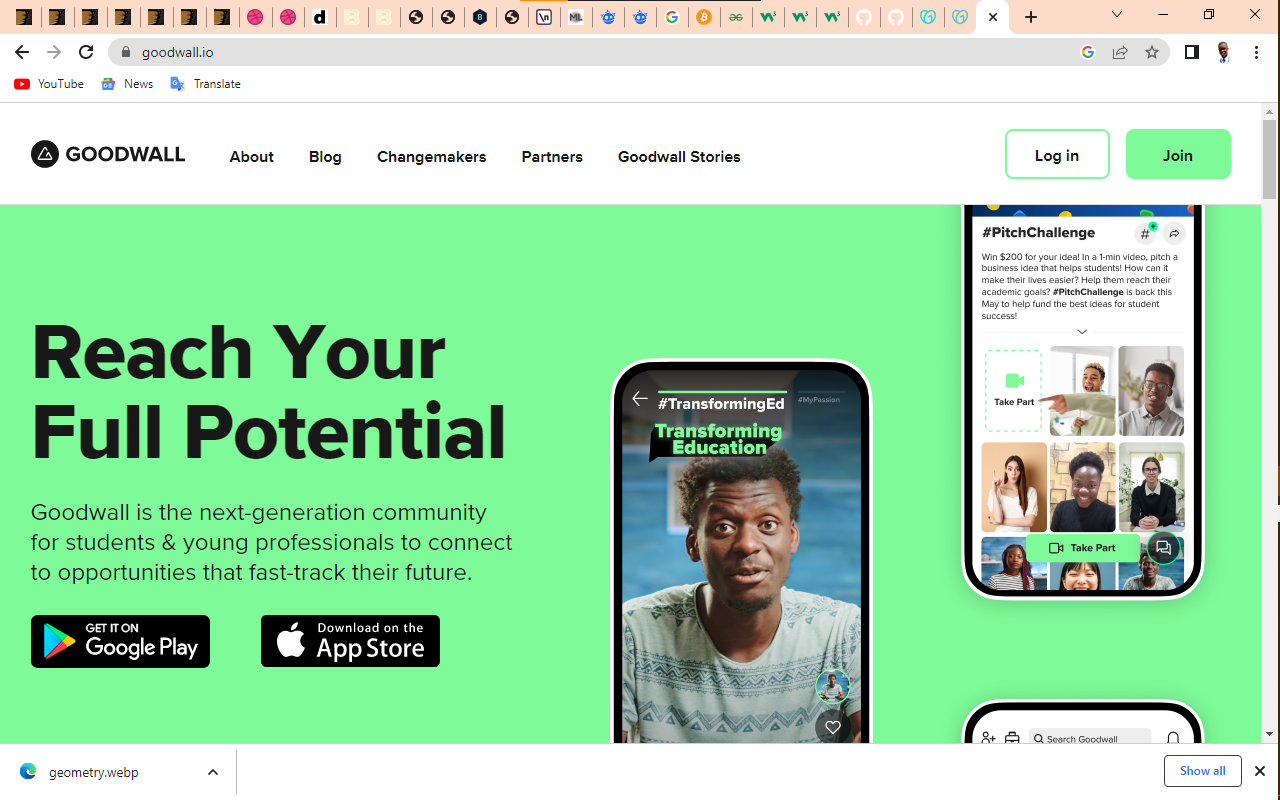 goodwall.io
YouTube
News
Translate
GOODWALL
About
Blog
Changemakers
Partners
Goodwall Stories
Log in
Join
Reach Your
Full Potential
Goodwall is the next-generation community
for students & young professionals to connect
to opportunities that fast-track their future.
GET IT ON
Google Play
Download on the
App Store
#TransformingEd
#MyPassion
Transforming
Education
#PitchChallenge
#
Win $200 for your idea! In a 1-min video, pitch a
business idea that helps students! How can it
make their lives easier? Help them reach their
academic goals? #PitchChallenge is back this
May to help fund the best ideas for student
success!
Take Part
Take Part
Search Goodwall
geometry.webp
Show all